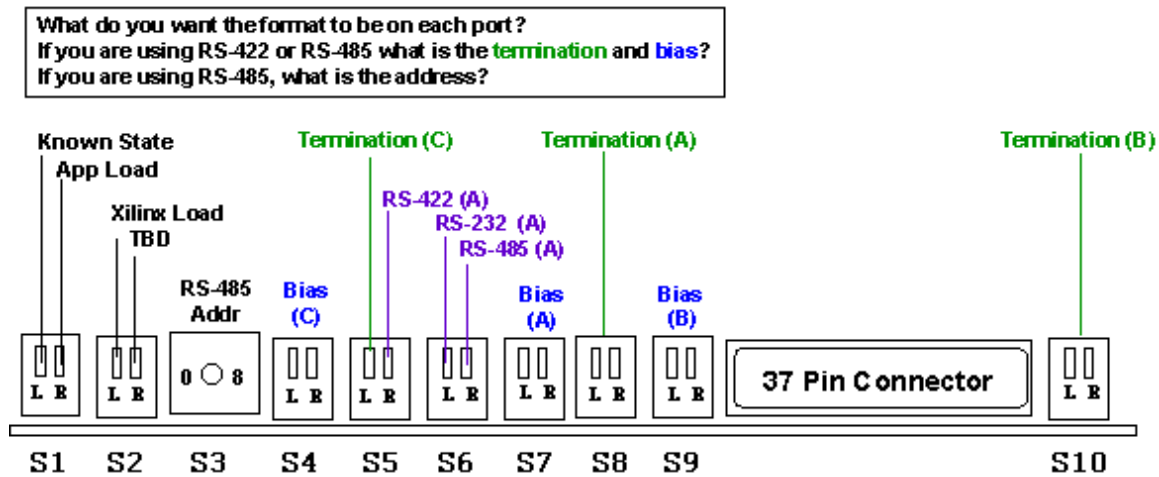 What do you want the format to be on each port?
If you are using RS-422 or RS-485 what is the termination and bias?
If you are using RS-485, what is the address?
Known State
Termination (C)
Termination (A)
Termination (B)
App Load
RS-422 (A)
Xilinx Load
RS-232 (A)
TBD
RS-485 (A)
RS-485
Addr
Bias
(C)
Bias
(A)
Bias
(B)
L R
L R
0 8
L R
L R
L R
L R
L R
L R
37 Pin Connector
L R
S1 S2 S3 S4 S5 S6 S7 S8 S9 S10